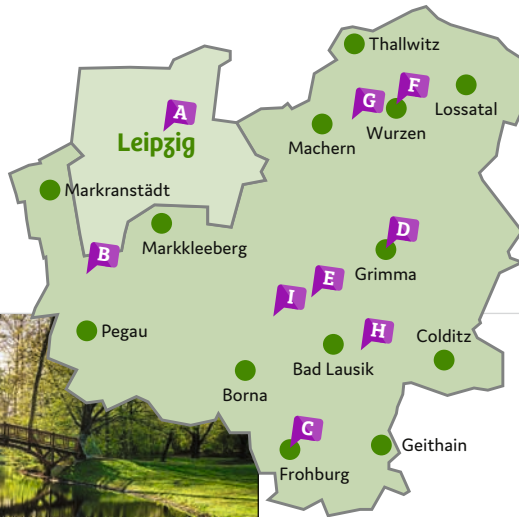 Thallwitz
F
G
Lossatal
A
Wurzen
Leipzig
Machern
Markranstädt
D
Markkleeberg
B
Grimma
E
I
Pegau
H
Colditz
Bad Lausik
Borna
C
Geithain
Frohburg